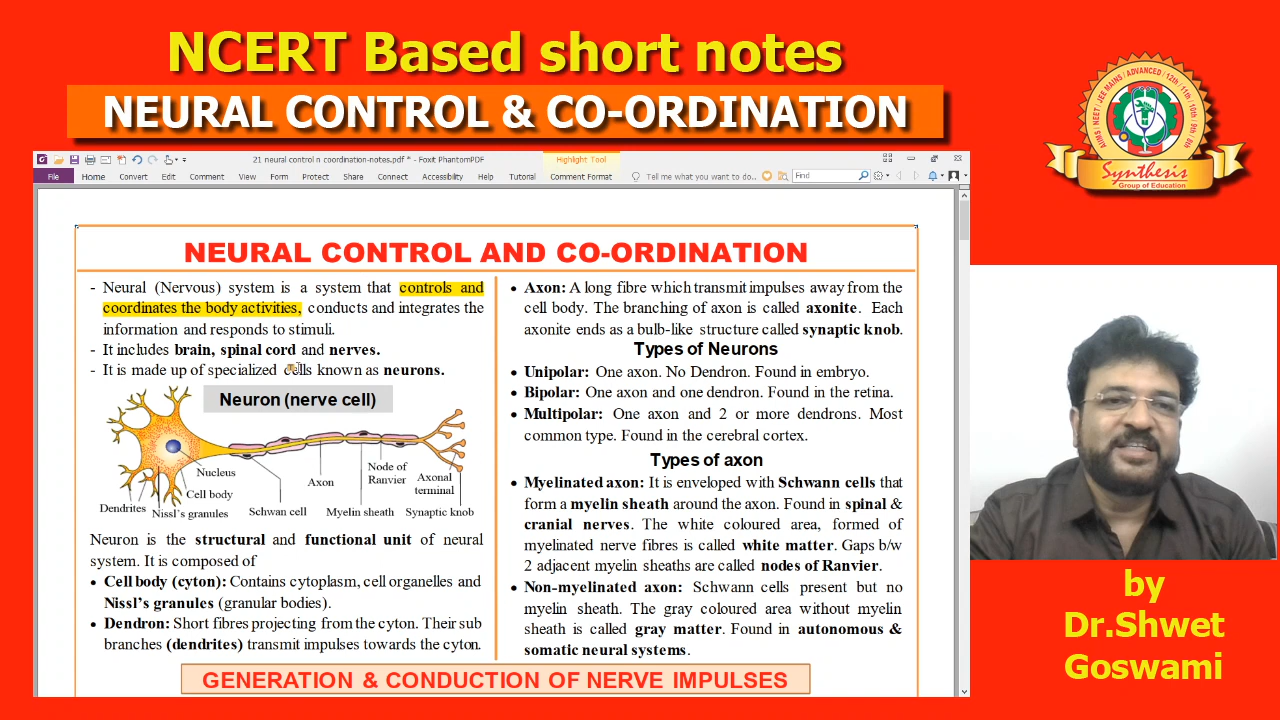 NCERT Based short notes
NEURAL CONTROL & CO-ORDINATION
AIIMS / NEET / JEE MAINS / ADVANCED / 12th / 11th / 10th / 9th / 8th
Synthesis
Group of Education
21 neural control n coordination-notes.pdf * - Foxit PhantomPDF
Highlight Tool
File Home Convert Edit Comment View Form Protect Share Connect Accessibility Help Tutorial Comment Format Tell me what you want to do.. Find
NEURAL CONTROL AND CO-ORDINATION
- Neural (Nervous) system is a system that controls and
coordinates the body activities, conducts and integrates the
information and responds to stimuli.
- It includes brain, spinal cord and nerves.
- It is made up of specialized cells known as neurons.
Neuron (nerve cell)
Nucleus
Cell body
Dendrites
Nissl's granules
Schwan cell
Axon
Myelin sheath
Node of
Ranvier
Axonal
terminal
Synaptic knob
Neuron is the structural and functional unit of neural
system. It is composed of
• Cell body (cyton): Contains cytoplasm, cell organelles and
Nissl's granules (granular bodies).
• Dendron: Short fibres projecting from the cyton. Their sub
branches (dendrites) transmit impulses towards the cyton.
• Axon: A long fibre which transmit impulses away from the
cell body. The branching of axon is called axonite. Each
axonite ends as a bulb-like structure called synaptic knob.
Types of Neurons
• Unipolar: One axon. No Dendron. Found in embryo.
• Bipolar: One axon and one dendron. Found in the retina.
• Multipolar: One axon and 2 or more dendrons. Most
common type. Found in the cerebral cortex.
Types of axon
• Myelinated axon: It is enveloped with Schwann cells that
form a myelin sheath around the axon. Found in spinal &
cranial nerves. The white coloured area, formed of
myelinated nerve fibres is called white matter. Gaps b/w
2 adjacent myelin sheaths are called nodes of Ranvier.
• Non-myelinated axon: Schwann cells present but no
myelin sheath. The gray coloured area without myelin
sheath is called gray matter. Found in autonomous &
somatic neural systems.
GENERATION & CONDUCTION OF NERVE IMPULSES
by
Dr.Shwet
Goswami